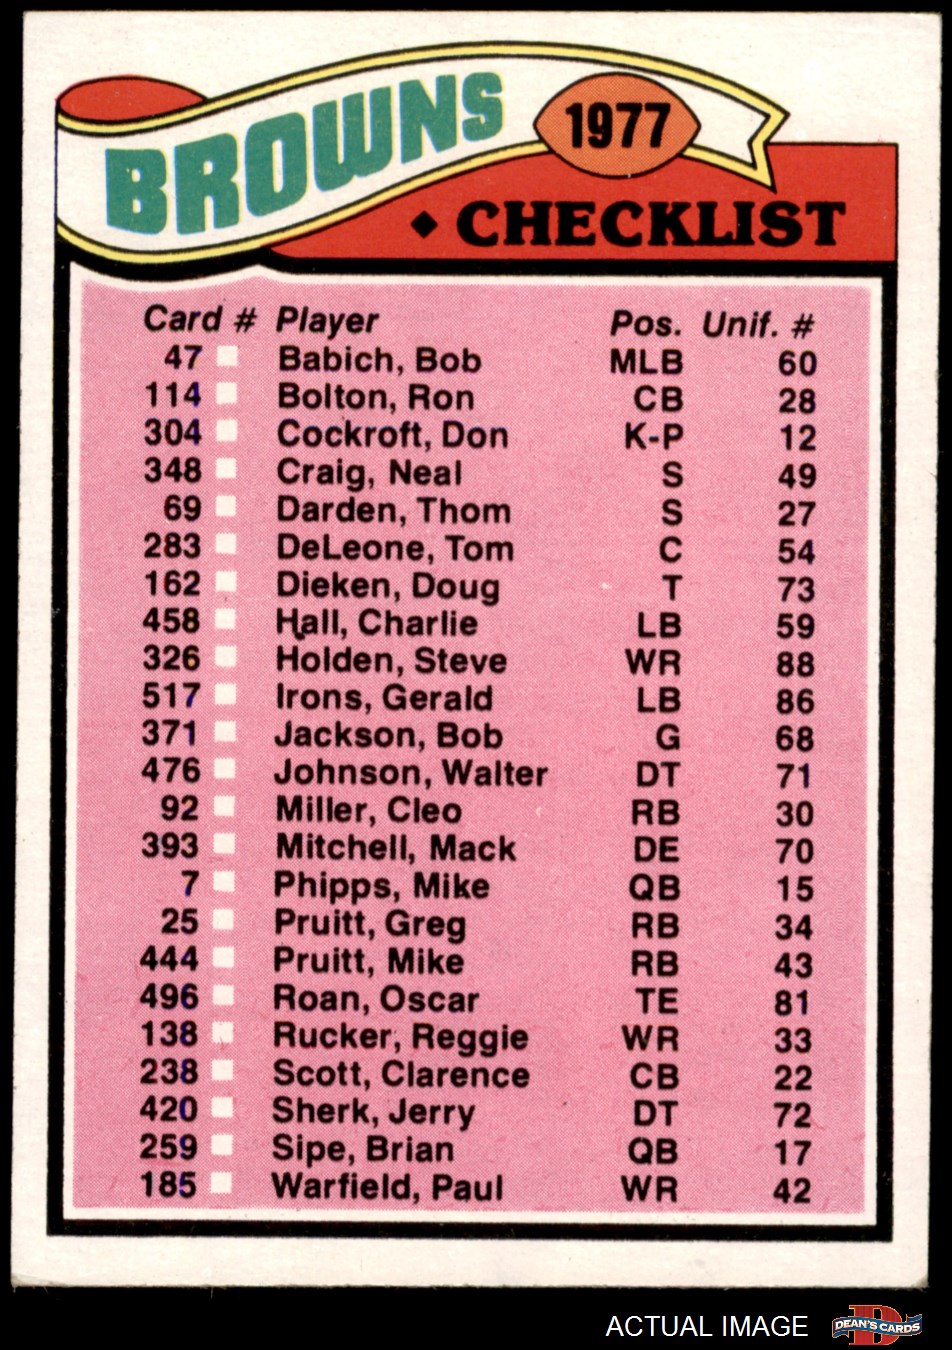 BROWNS
1977
◆ CHECKLIST
Card # Player Pos. Unif. #
47 Babich, Bob MLB 60
114 Bolton, Ron CB 28
304 Cockroft, Don K-P 12
348 Craig, Neal S 49
69 Darden, Thom S 27
283 DeLeone, Tom C 54
162 Dieken, Doug T 73
458 Hall, Charlie LB 59
326 Holden, Steve WR 88
517 Irons, Gerald LB 86
371 Jackson, Bob G 68
476 Johnson, Walter DT 71
92 Miller, Cleo RB 30
393 Mitchell, Mack DE 70
7 Phipps, Mike QB 15
25 Pruitt, Greg RB 34
444 Pruitt, Mike RB 43
496 Roan, Oscar TE 81
138 Rucker, Reggie WR 33
238 Scott, Clarence CB 22
420 Sherk, Jerry DT 72
259 Sipe, Brian QB 17
185 Warfield, Paul WR 42
ACTUAL IMAGE
D
DEAN'S CARDS